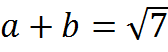 a + b = √7